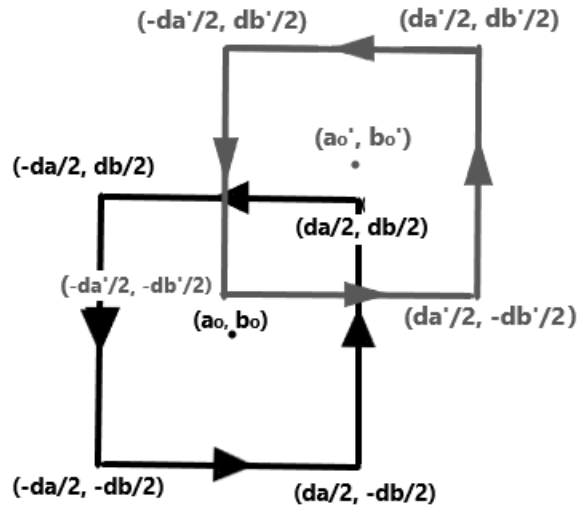 (-da'/2, db'/2)
(da'/2, db'/2)
(a₀', b₀')
(-da/2, db/2)
(da/2, db/2)
(-da'/2, -db'/2)
(a₀, b₀)
(da'/2, -db'/2)
(-da/2, -db/2)
(da/2, -db/2)